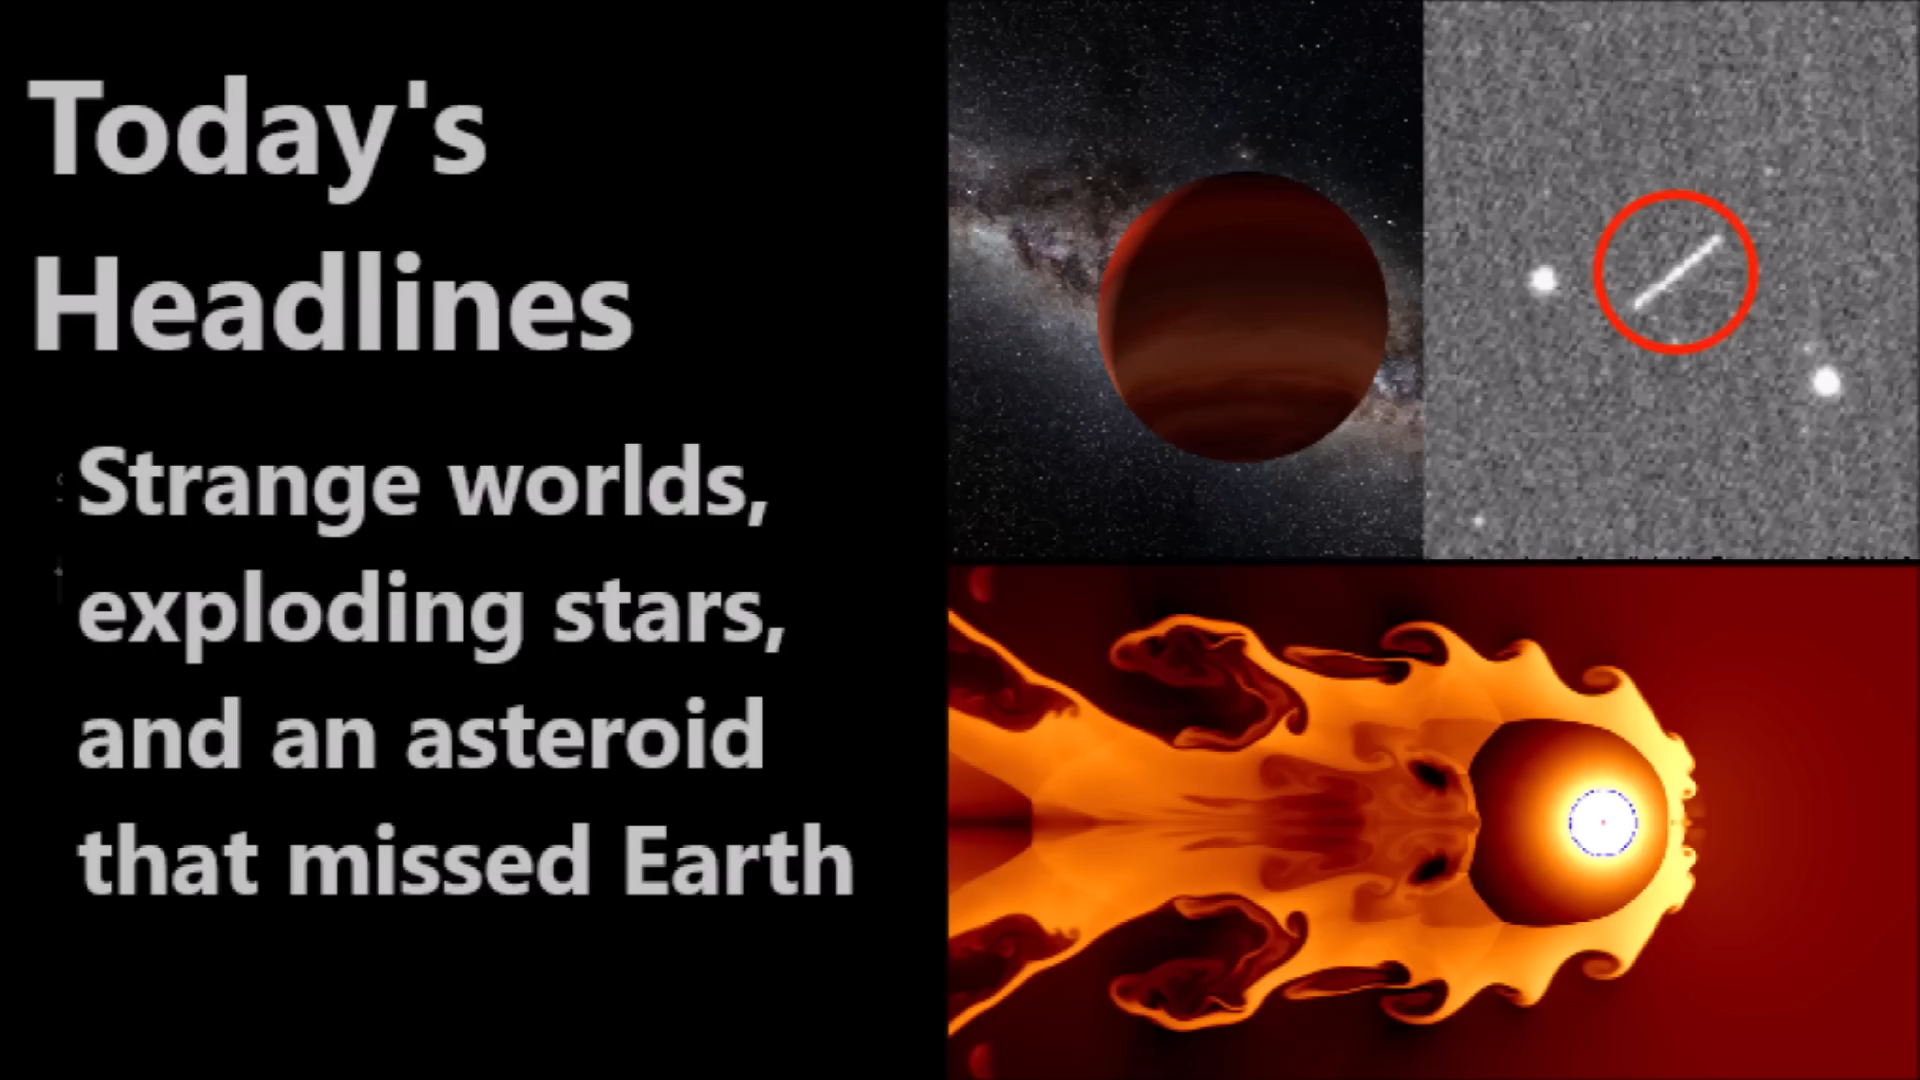 Today's
Headlines
Strange worlds,
exploding stars,
and an asteroid
that missed Earth